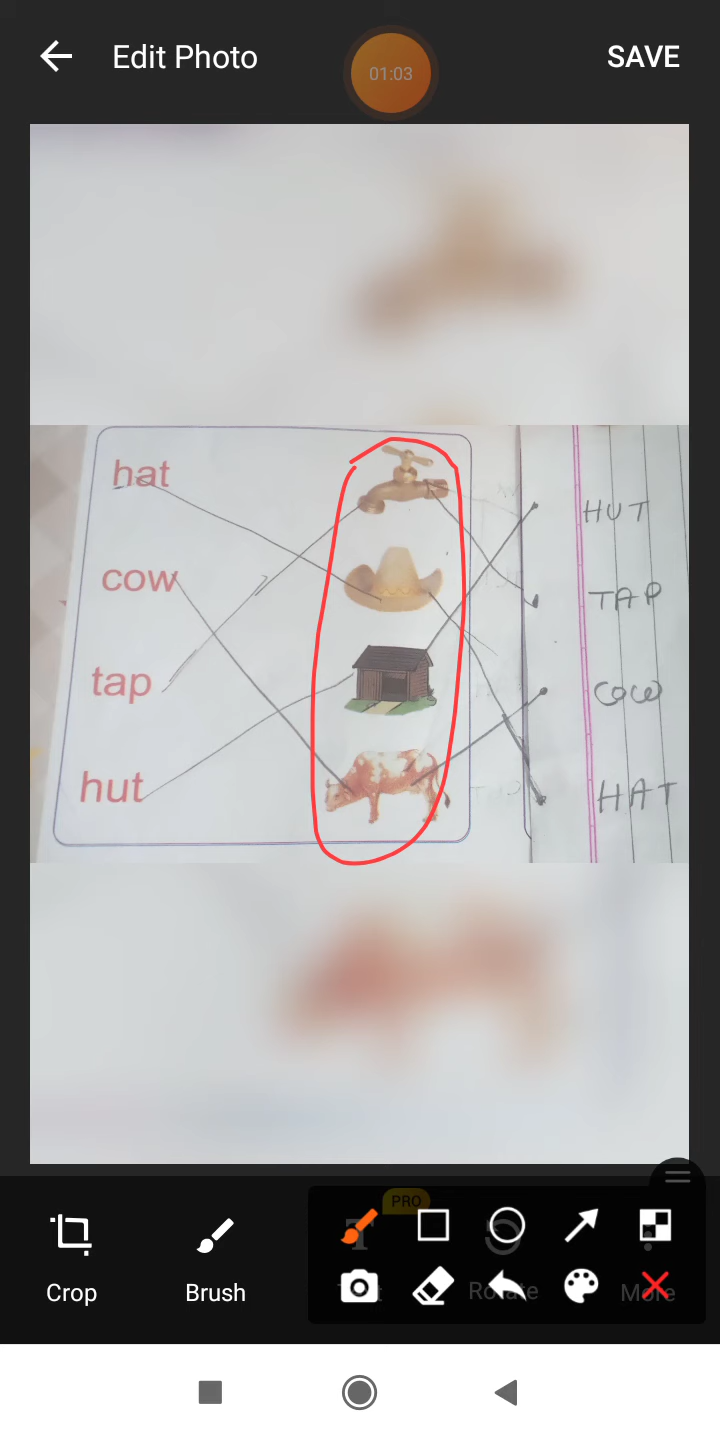 Edit Photo
01:03
SAVE
hat
HUT
cow
TAP
tap
COW
hut
HAT
PRO
Crop
Brush